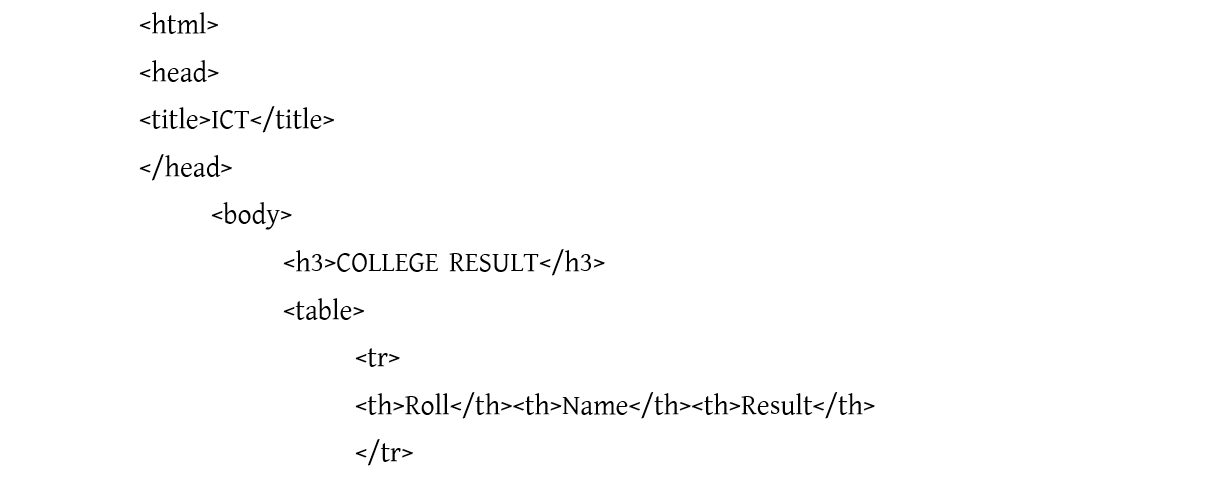 <html>
<head>
<title>ICT</title>
</head>
<body>
<h3>COLLEGE RESULT</h3>
<table>
<tr>
<th>Roll</th><th>Name</th><th>Result</th>
</tr>